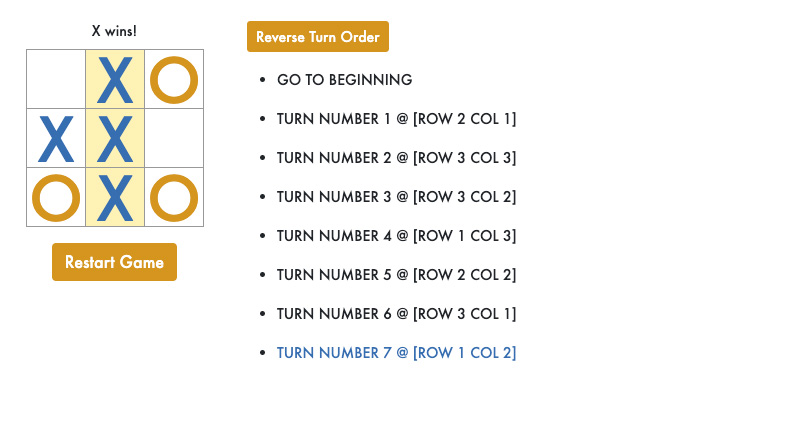 X wins!
X O
X X
O X O
Restart Game
Reverse Turn Order
GO TO BEGINNING
TURN NUMBER 1 @ [ROW 2 COL 1]
TURN NUMBER 2 @ [ROW 3 COL 3]
TURN NUMBER 3 @ [ROW 3 COL 2]
TURN NUMBER 4 @ [ROW 1 COL 3]
TURN NUMBER 5 @ [ROW 2 COL 2]
TURN NUMBER 6 @ [ROW 3 COL 1]
TURN NUMBER 7 @ [ROW 1 COL 2]